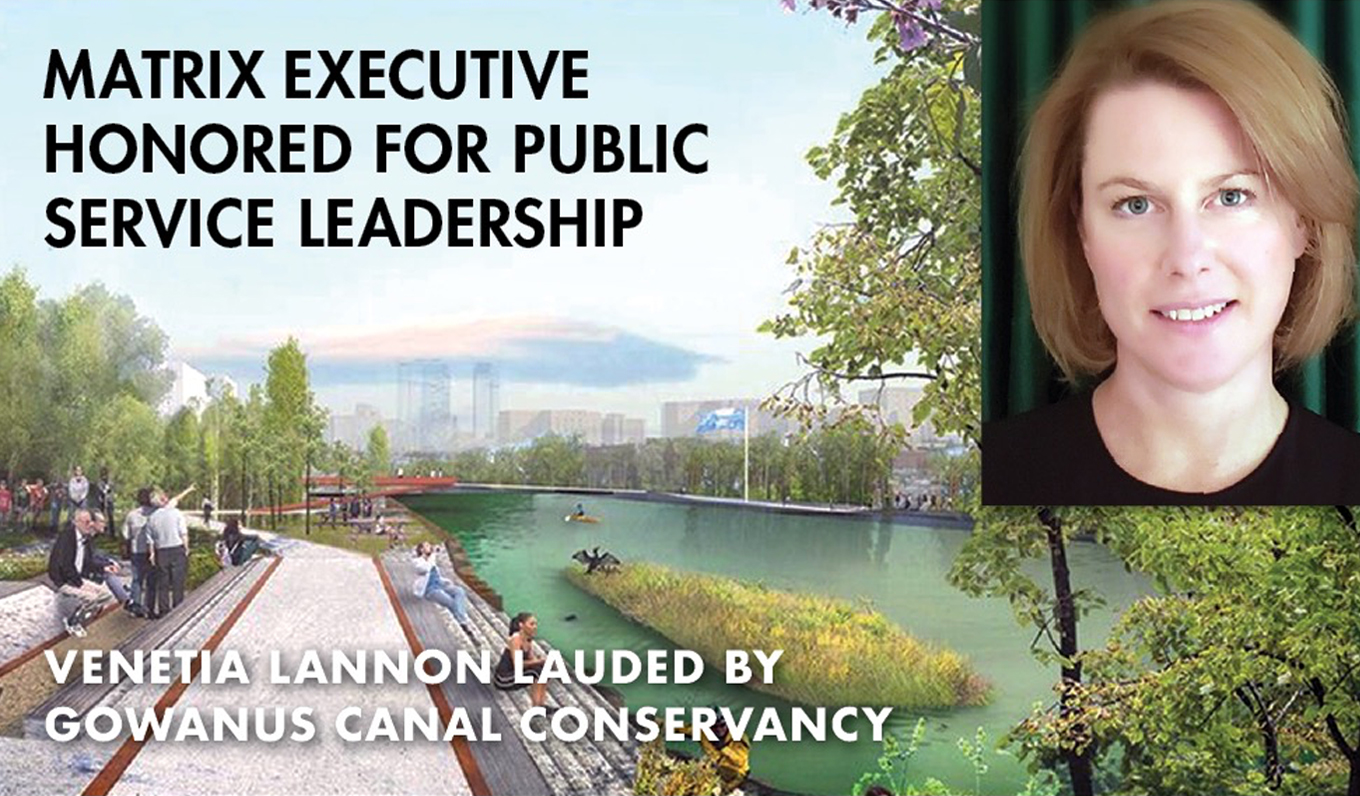 MATRIX EXECUTIVE
HONORED FOR PUBLIC
SERVICE LEADERSHIP
VENETIA LANNON LAUDED BY
GOWANUS CANAL CONSERVANCY